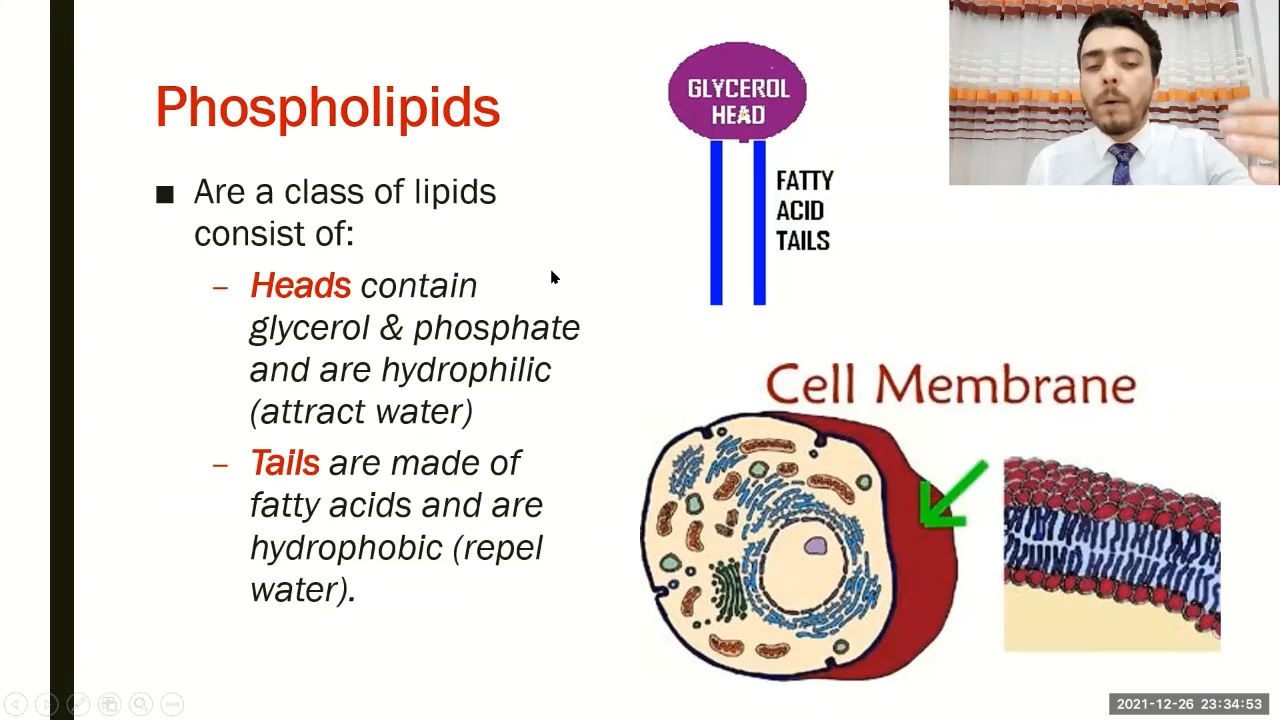 Phospholipids
■ Are a class of lipids
consist of:
– Heads contain
glycerol & phosphate
and are hydrophilic
(attract water)
– Tails are made of
fatty acids and are
hydrophobic (repel
water).
GLYCEROL
HEAD
FATTY
ACID
TAILS
Cell Membrane
2021-12-26 23:34:53